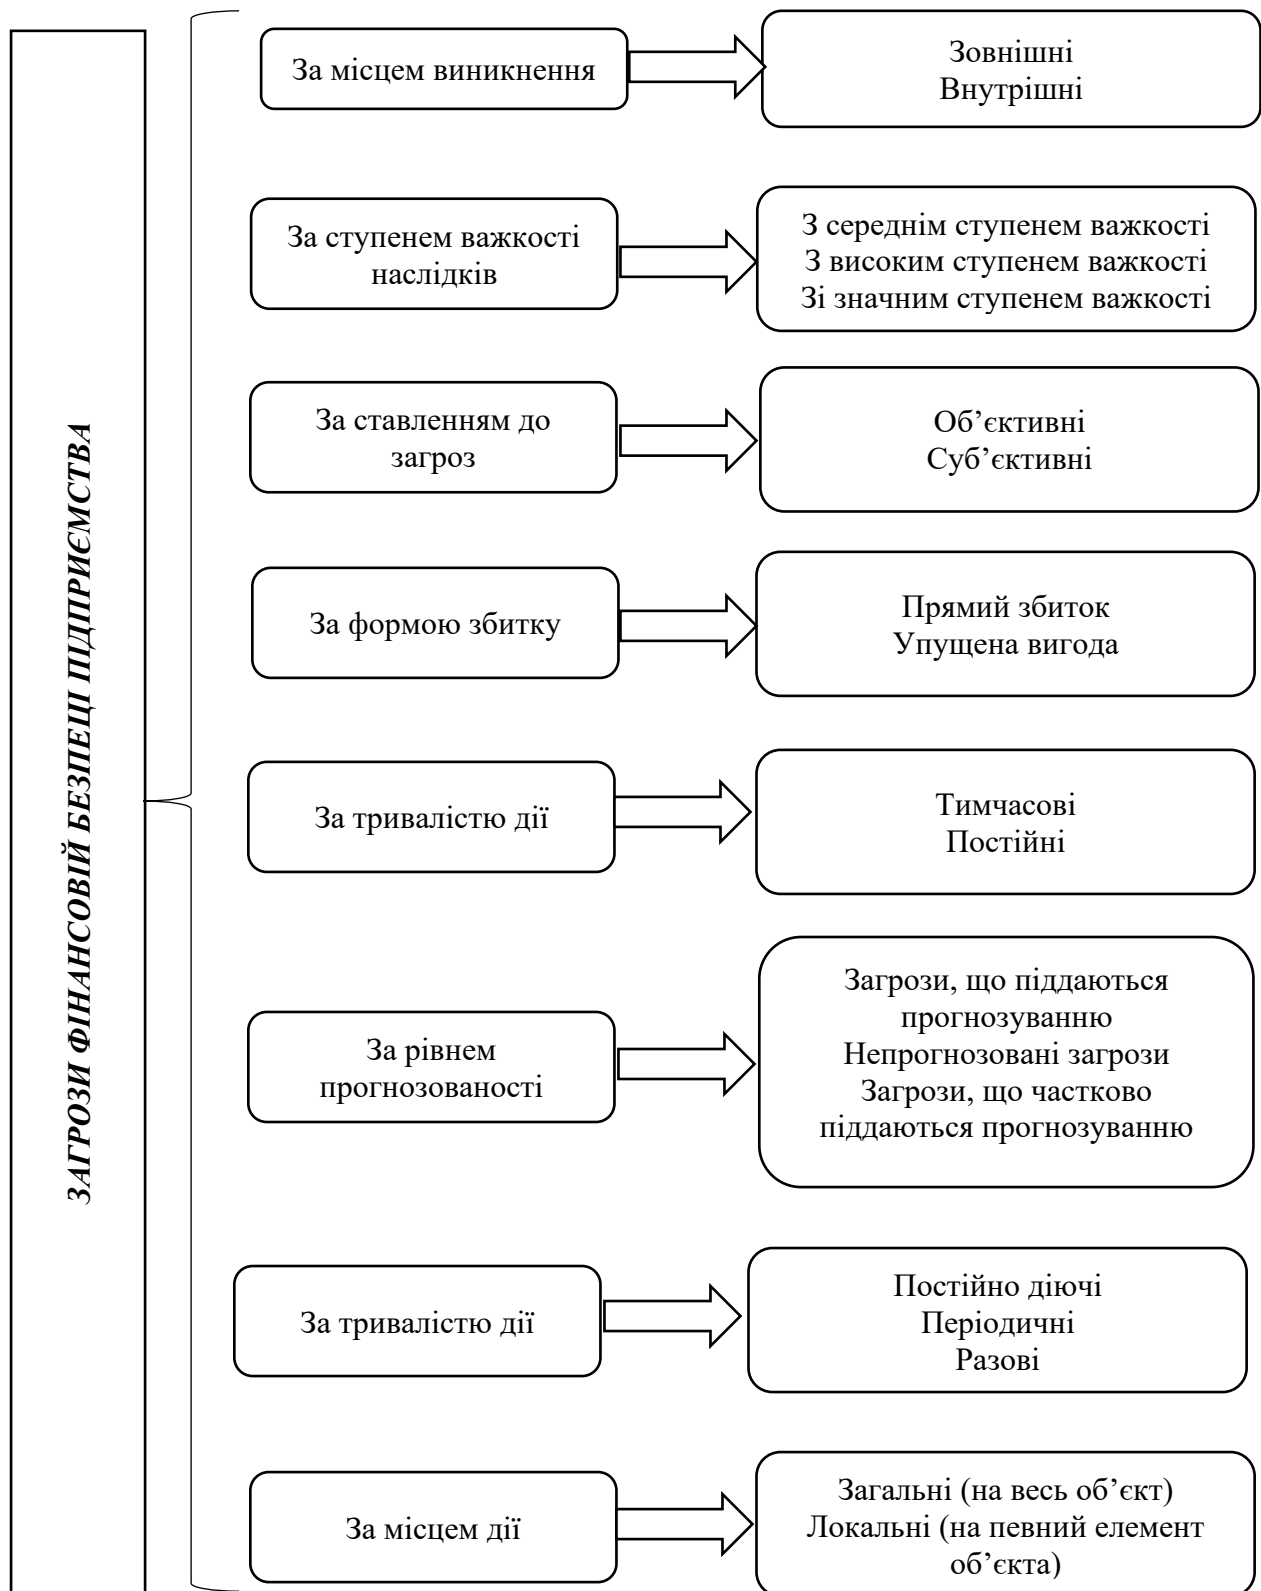 ЗАГРОЗИ ФІНАНСОВІЙ БЕЗПЕЦІ ПІДПРИЄМСТВА
За місцем виникнення
Зовнішні
Внутрішні
За ступенем важкості
наслідків
З середнім ступенем важкості
З високим ступенем важкості
Зі значним ступенем важкості
За ставленням до
загроз
Об’єктивні
Суб’єктивні
За формою збитку
Прямий збиток
Упущена вигода
За тривалістю дії
Тимчасові
Постійні
За рівнем
прогнозованості
Загрози, що піддаються
прогнозуванню
Непрогнозовані загрози
Загрози, що частково
піддаються прогнозуванню
За тривалістю дії
Постійно діючі
Періодичні
Разові
За місцем дії
Загальні (на весь об’єкт)
Локальні (на певний елемент
об’єкта)